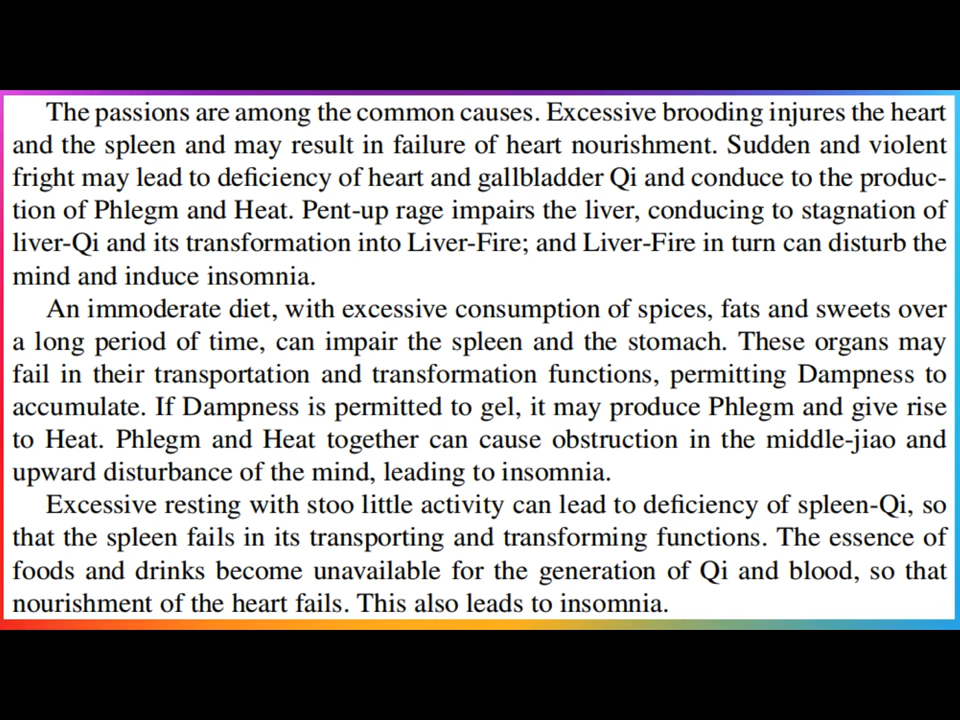 The passions are among the common causes. Excessive brooding injures the heart
and the spleen and may result in failure of heart nourishment. Sudden and violent
fright may lead to deficiency of heart and gallbladder Qi and conduce to the produc-
tion of Phlegm and Heat. Pent-up rage impairs the liver, conducing to stagnation of
liver-Qi and its transformation into Liver-Fire; and Liver-Fire in turn can disturb the
mind and induce insomnia.
An immoderate diet, with excessive consumption of spices, fats and sweets over
a long period of time, can impair the spleen and the stomach. These organs may
fail in their transportation and transformation functions, permitting Dampness to
accumulate. If Dampness is permitted to gel, it may produce Phlegm and give rise
to Heat. Phlegm and Heat together can cause obstruction in the middle-jiao and
upward disturbance of the mind, leading to insomnia.
Excessive resting with stoo little activity can lead to deficiency of spleen-Qi, so
that the spleen fails in its transporting and transforming functions. The essence of
foods and drinks become unavailable for the generation of Qi and blood, so that
nourishment of the heart fails. This also leads to insomnia.